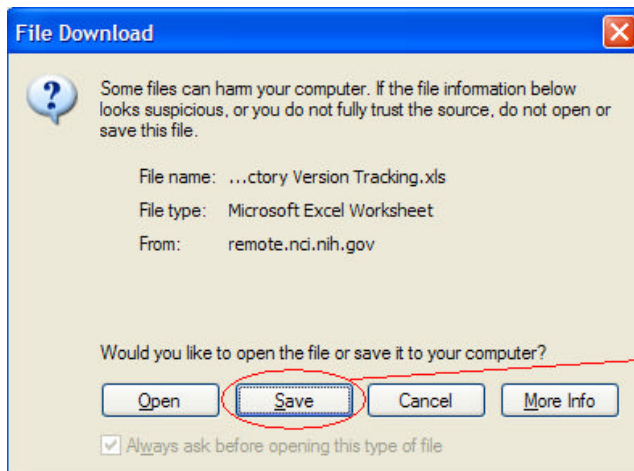 File Download
Some files can harm your computer. If the file information below
looks suspicious, or you do not fully trust the source, do not open or
save this file.
File name: ...ctory Version Tracking.xls
File type: Microsoft Excel Worksheet
From: remote.nci.nih.gov
Would you like to open the file or save it to your computer?
Open Save Cancel More Info
Always ask before opening this type of file